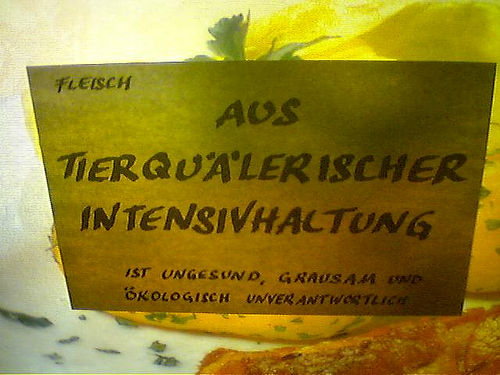 FLEISCH
AUS
TIERQUÄLERISCHER
INTENSIVHALTUNG
IST UNGESUND, GRAUSAM UND
ÖKOLOGISCH UNVERANTWORTLICH